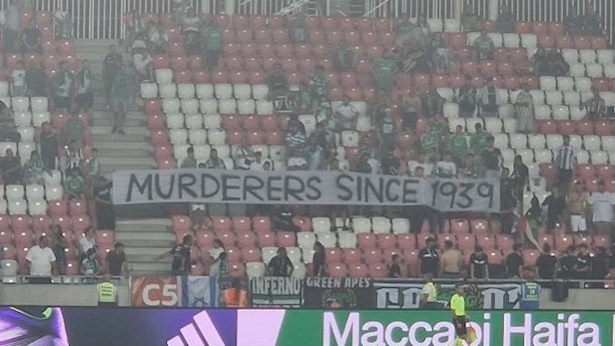 MURDERERS SINCE 1939
C5
INFERNO
GREEN APES
Maccabi Haifa